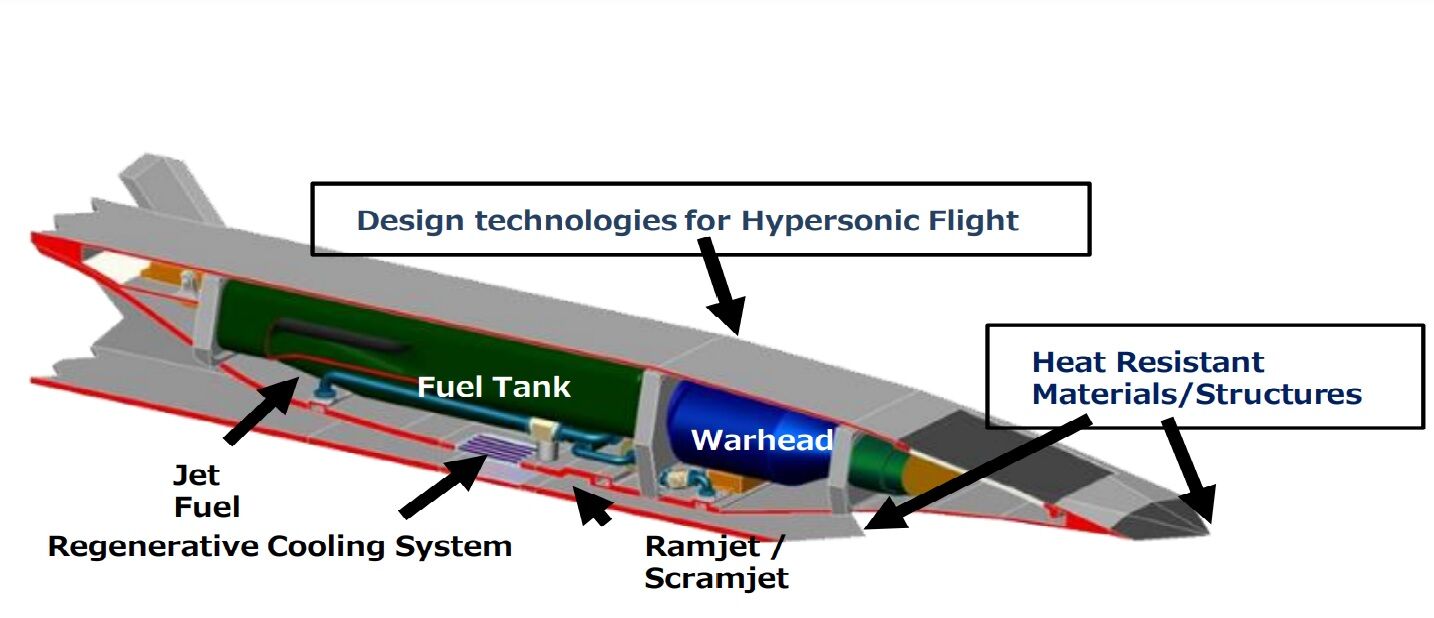 Design technologies for Hypersonic Flight
Heat Resistant
Materials/Structures
Fuel Tank
Warhead
Jet
Fuel
Regenerative Cooling System
Ramjet /
Scramjet